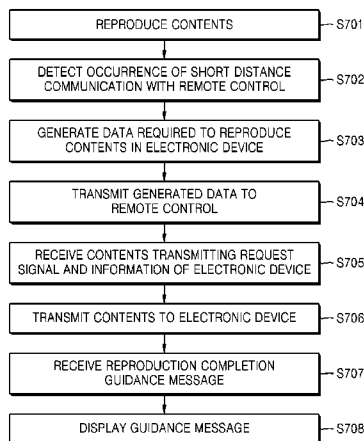 REPRODUCE CONTENTS
S701
DETECT OCCURRENCE OF SHORT DISTANCE
COMMUNICATION WITH REMOTE CONTROL
S702
GENERATE DATA REQUIRED TO REPRODUCE
CONTENTS IN ELECTRONIC DEVICE
S703
TRANSMIT GENERATED DATA TO
REMOTE CONTROL
S704
RECEIVE CONTENTS TRANSMITTING REQUEST
SIGNAL AND INFORMATION OF ELECTRONIC DEVICE
S705
TRANSMIT CONTENTS TO ELECTRONIC DEVICE
S706
RECEIVE REPRODUCTION COMPLETION
GUIDANCE MESSAGE
S707
DISPLAY GUIDANCE MESSAGE
S708